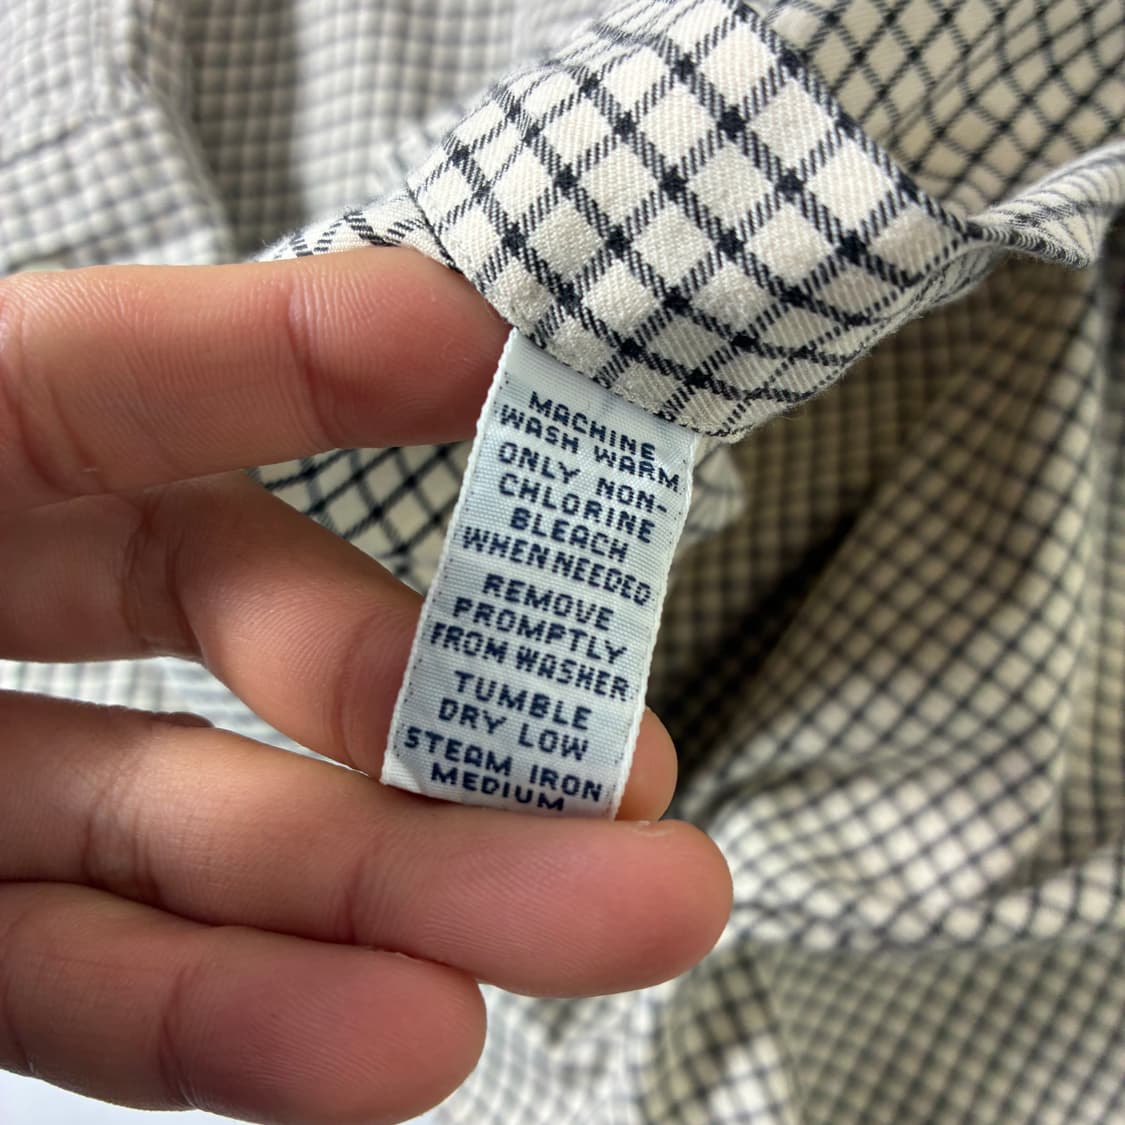 MACHINE
WASH WARM.
ONLY NON-
CHLORINE
BLEACH
WHEN NEEDED
REMOVE
PROMPTLY
FROM WASHER.
TUMBLE
DRY LOW
STEAM IRON
MEDIUM